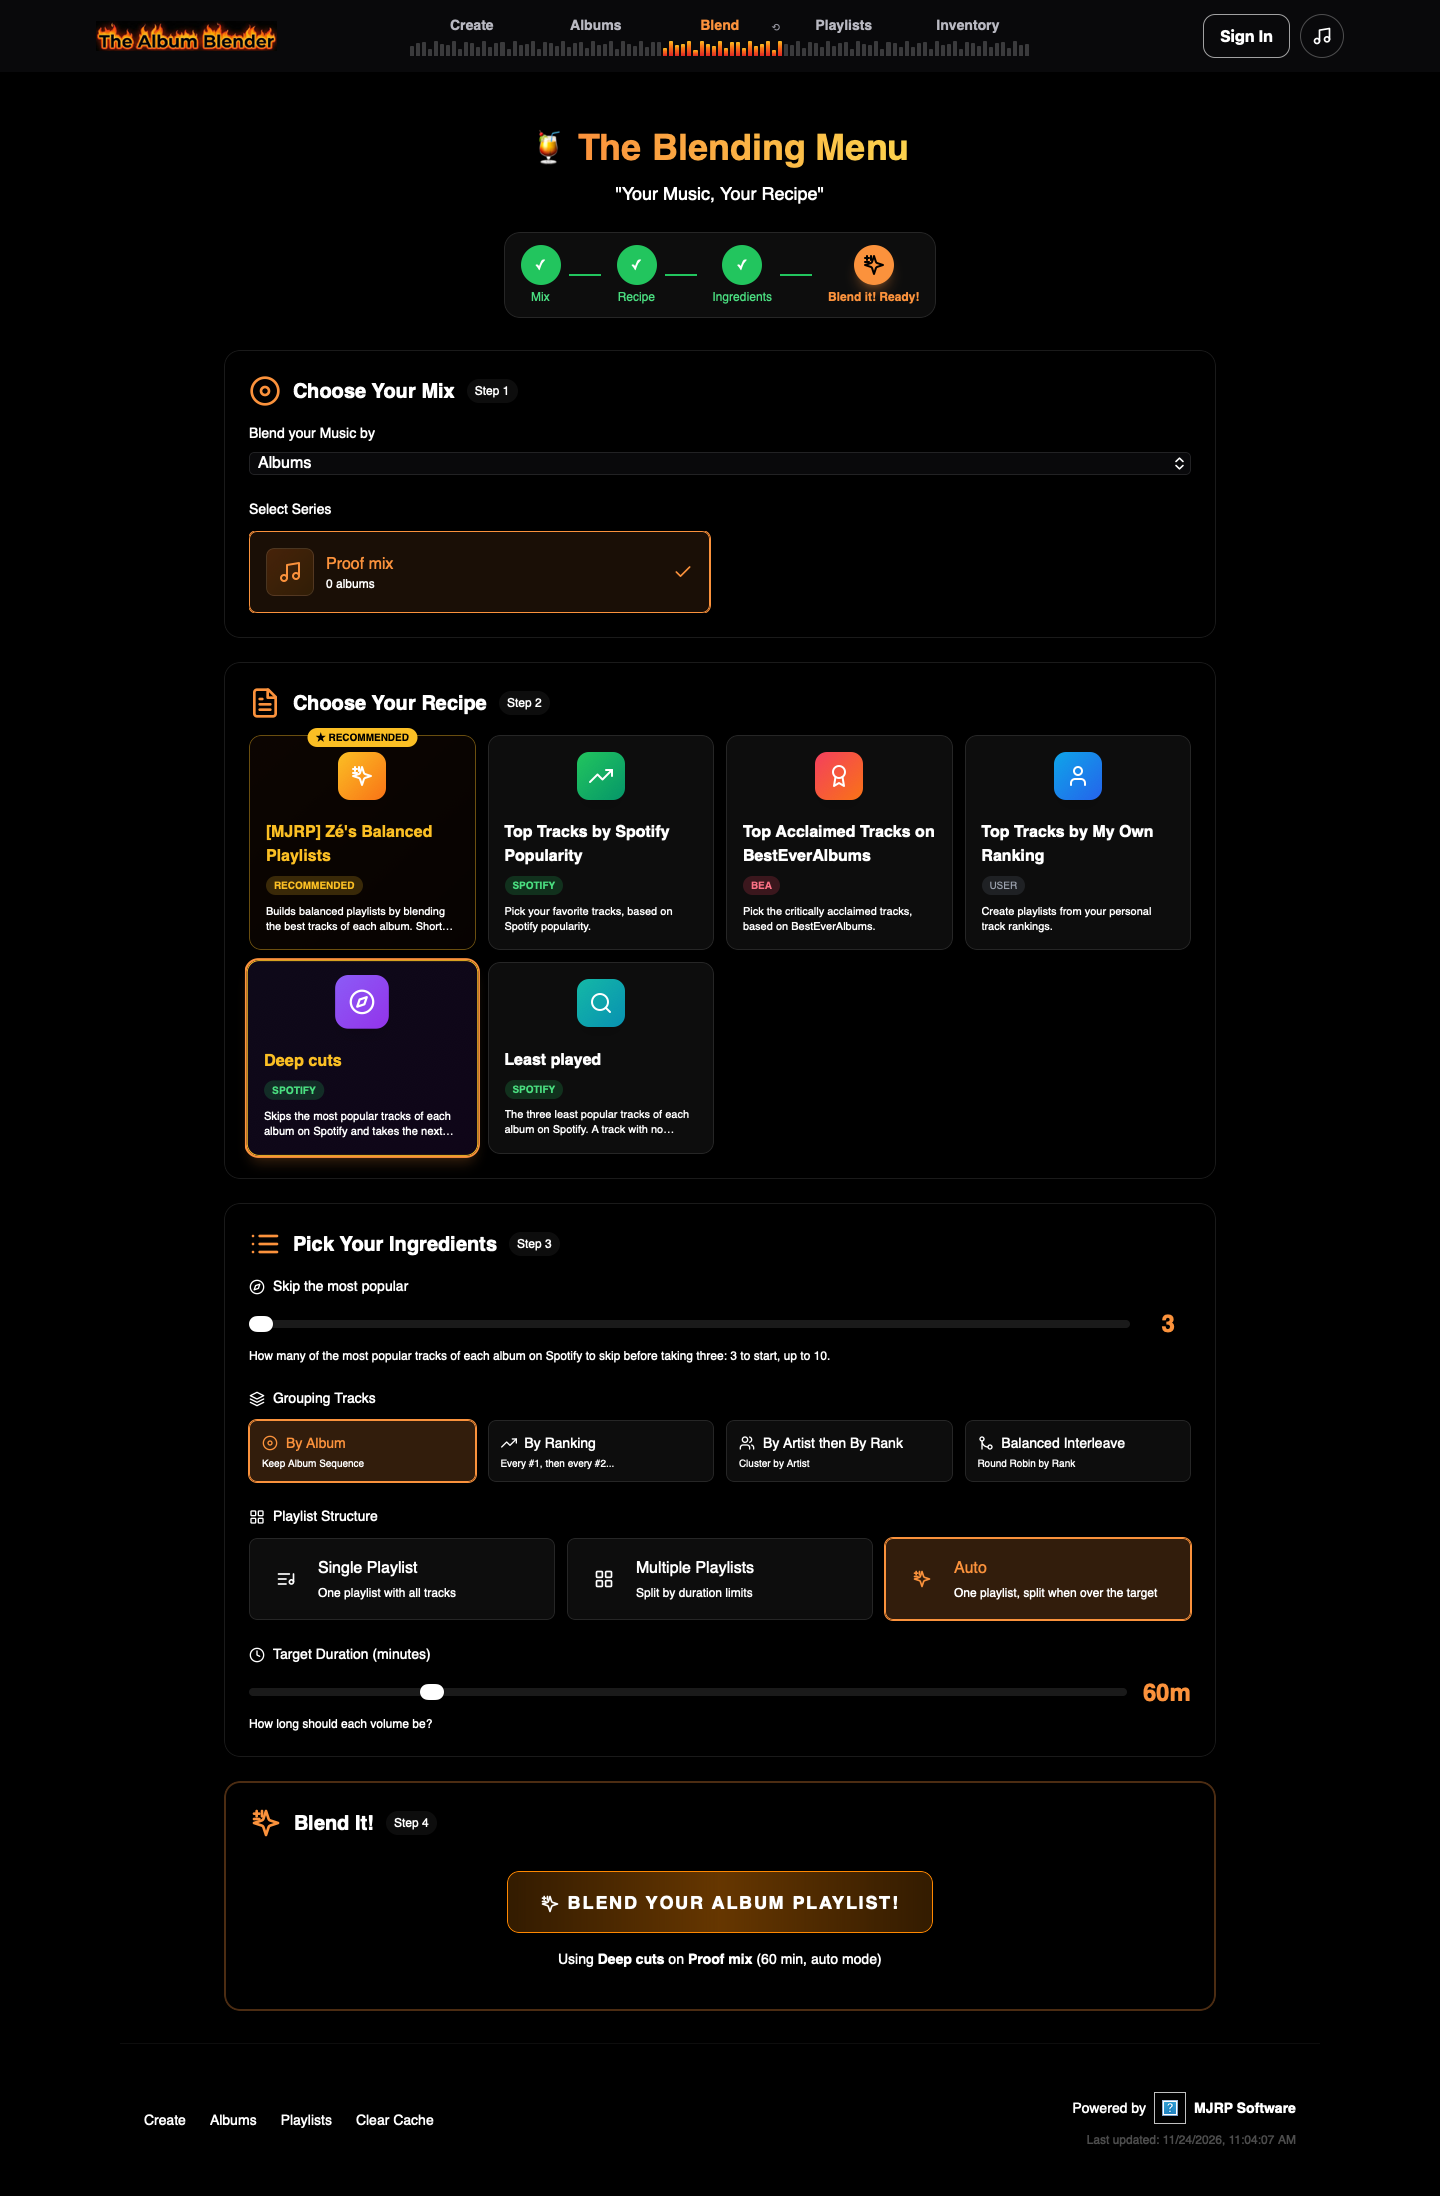 The Album Blender
Create
Albums
Blend
Playlists
Inventory
Sign In
The Blending Menu
"Your Music, Your Recipe"
Mix
Recipe
Ingredients
Blend it! Ready!
Choose Your Mix
Step 1
Blend your Music by
Albums
Select Series
Proof mix
0 albums
Choose Your Recipe
Step 2
★ RECOMMENDED
[MJRP] Zé's Balanced
Playlists
RECOMMENDED
Builds balanced playlists by blending
the best tracks of each album. Short...
Top Tracks by Spotify
Popularity
SPOTIFY
Pick your favorite tracks, based on
Spotify popularity.
Top Acclaimed Tracks on
BestEverAlbums
BEA
Pick the critically acclaimed tracks,
based on BestEverAlbums.
Top Tracks by My Own
Ranking
USER
Create playlists from your personal
track rankings.
Deep cuts
SPOTIFY
Skips the most popular tracks of each
album on Spotify and takes the next...
Least played
SPOTIFY
The three least popular tracks of each
album on Spotify. A track with no...
Pick Your Ingredients
Step 3
Skip the most popular
3
How many of the most popular tracks of each album on Spotify to skip before taking three: 3 to start, up to 10.
Grouping Tracks
By Album
Keep Album Sequence
By Ranking
Every #1, then every #2...
By Artist then By Rank
Cluster by Artist
Balanced Interleave
Round Robin by Rank
Playlist Structure
Single Playlist
One playlist with all tracks
Multiple Playlists
Split by duration limits
Auto
One playlist, split when over the target
Target Duration (minutes)
60m
How long should each volume be?
Blend It!
Step 4
BLEND YOUR ALBUM PLAYLIST!
Using Deep cuts on Proof mix (60 min, auto mode)
Create
Albums
Playlists
Clear Cache
Powered by
MJRP Software
Last updated: 11/24/2026, 11:04:07 AM